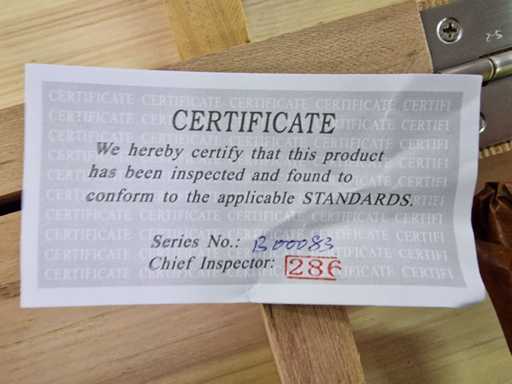 CERTIFICATE
We hereby certify that this product
has been inspected and found to
conform to the applicable STANDARDS.
Series No.: B00083
Chief Inspector: 286